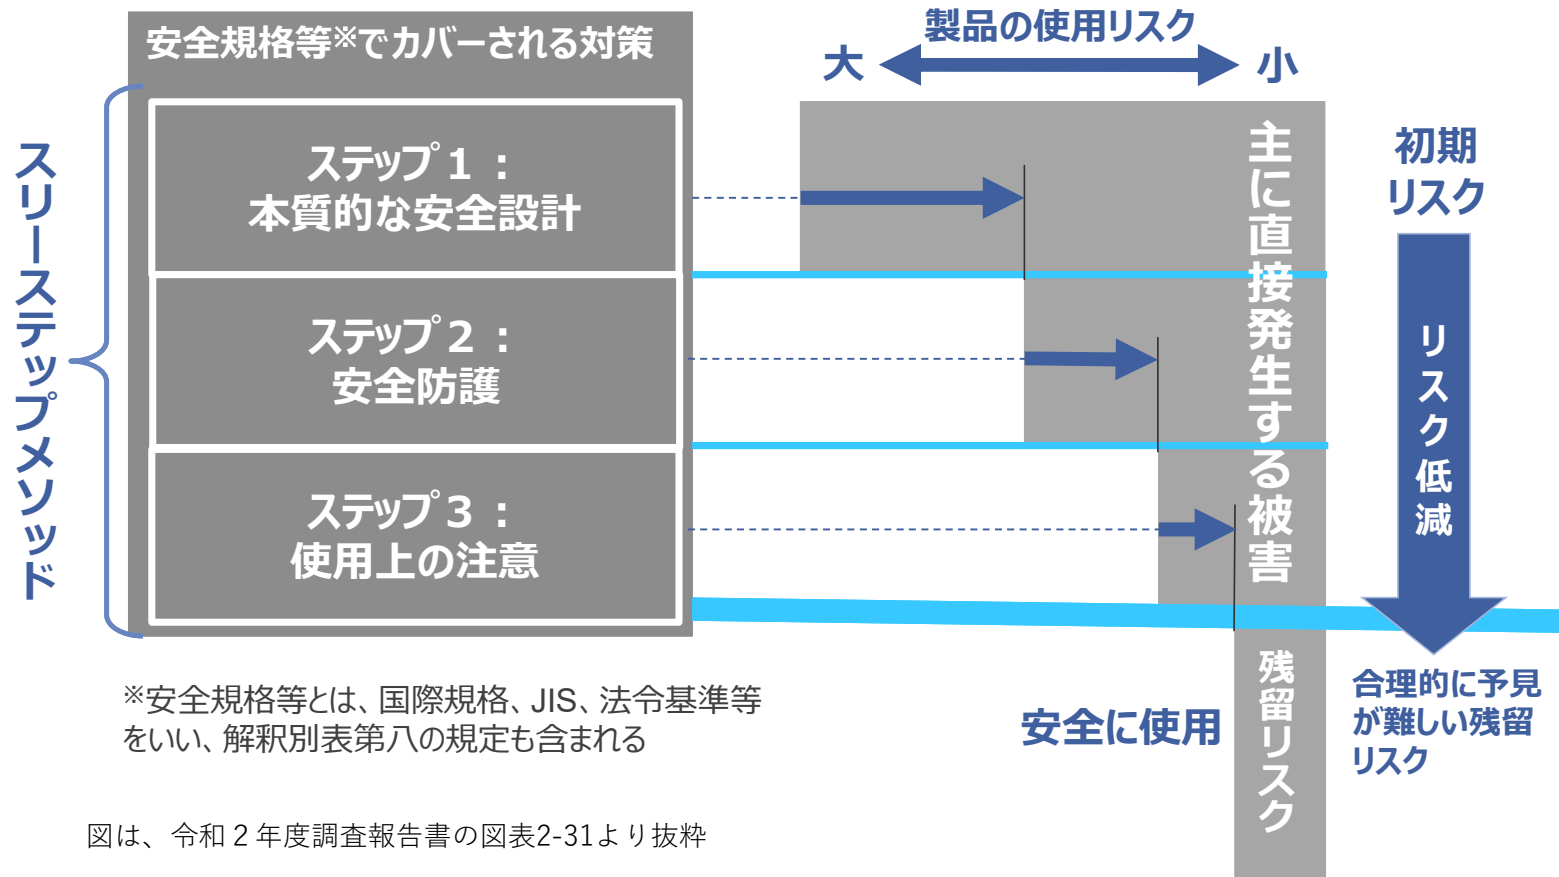 安全規格等※でカバーされる対策
製品の使用リスク
大
小
スリーステップメソッド
ステップ１：
本質的な安全設計
ステップ２：
安全防護
ステップ３：
使用上の注意
主に直接発生する被害
初期
リスク
リスク低減
残留リスク
安全に使用
合理的に予見
が難しい残留
リスク
※安全規格等とは、国際規格、JIS、法令基準等
をいい、解釈別表第八の規定も含まれる
図は、令和２年度調査報告書の図表2-31より抜粋